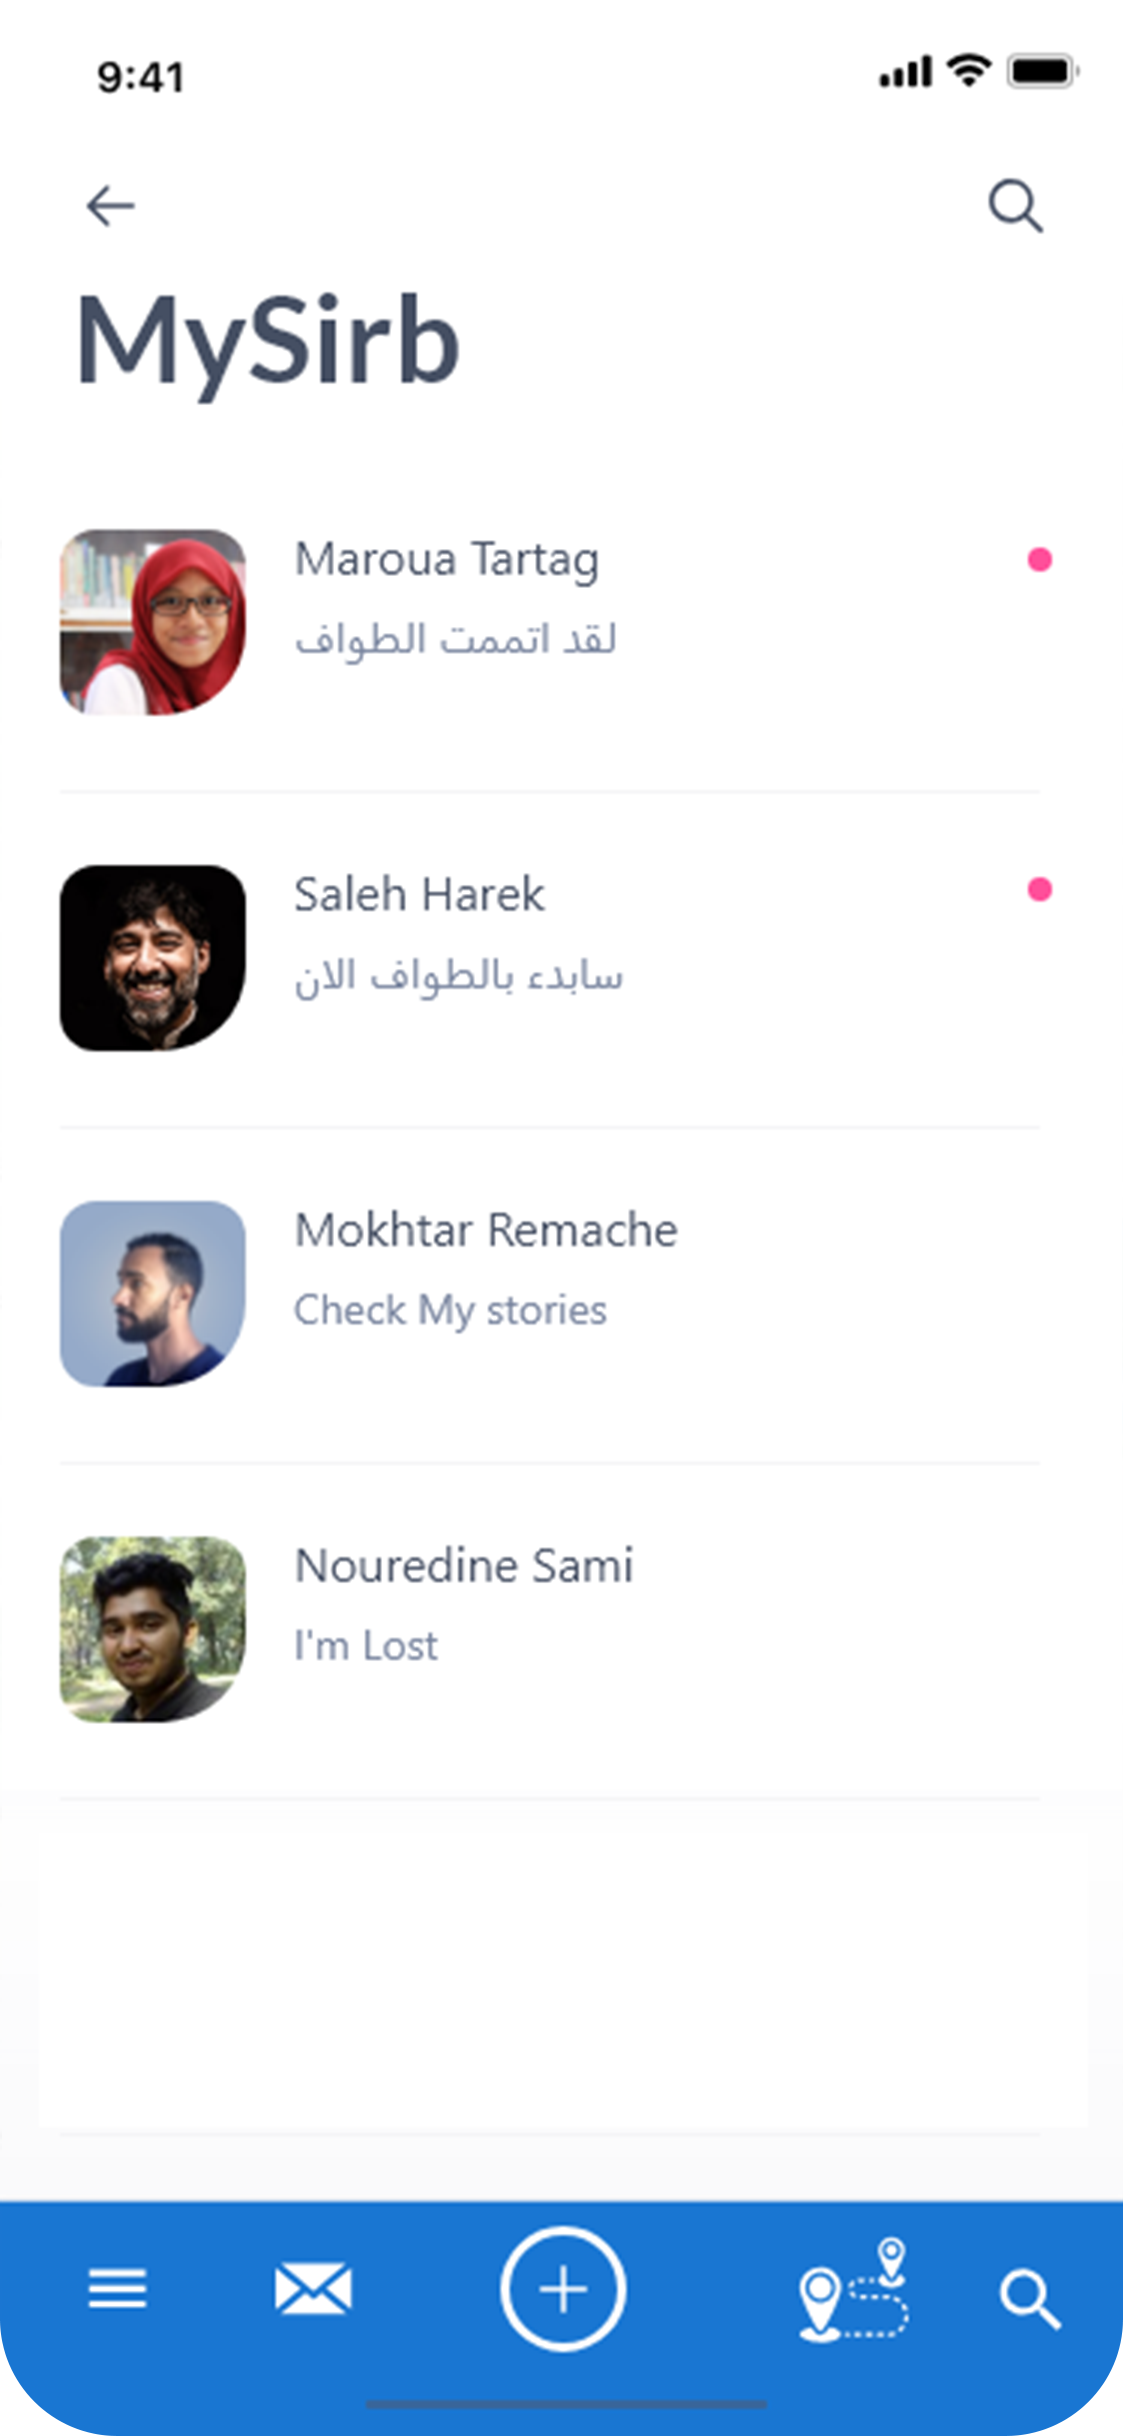 9:41
MySirb
Maroua Tartag
لقد اتممت الطواف
Saleh Harek
سابدء بالطواف الان
Mokhtar Remache
Check My stories
Nouredine Sami
I'm Lost